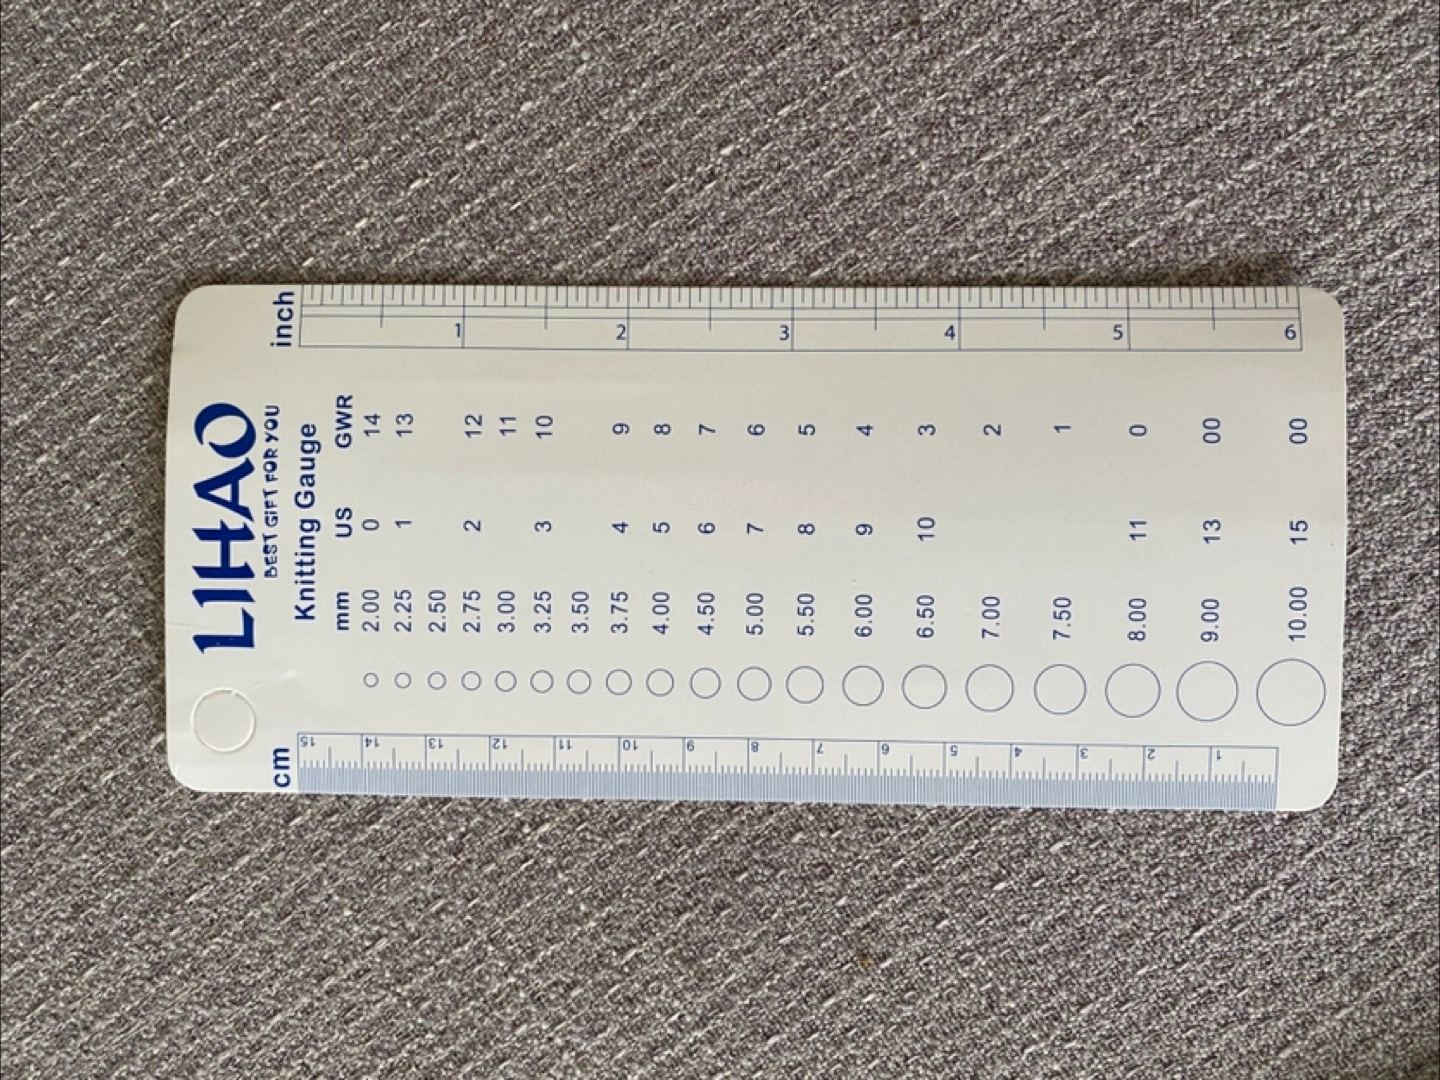 LIHAO
BEST GIFT FOR YOU
Knitting Gauge
cm mm US GWR inch
2.00 0 14
2.25 1 13
2.50
2.75 2 12
3.00 11
3.25 3 10
3.50
3.75 4 9
4.00 5 8
4.50 6 7
5.00 7 6
5.50 8 5
6.00 9 4
6.50 10 3
7.00 2
7.50 1
8.00 11 0
9.00 13 00
10.00 15 00
1 2 3 4 5 6
15 14 13 12 11 10 9 8 7 6 5 4 3 2 1